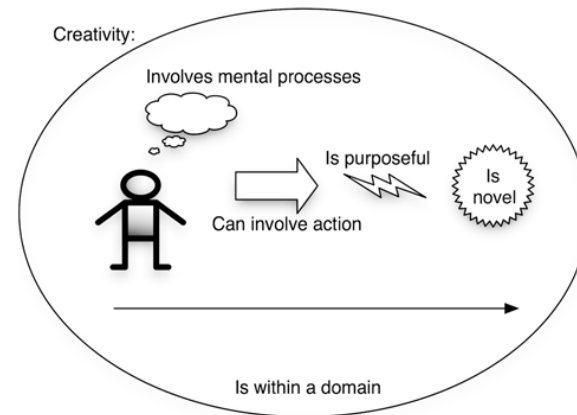 Creativity:
Involves mental processes
Is purposeful
Is
novel
Can involve action
Is within a domain